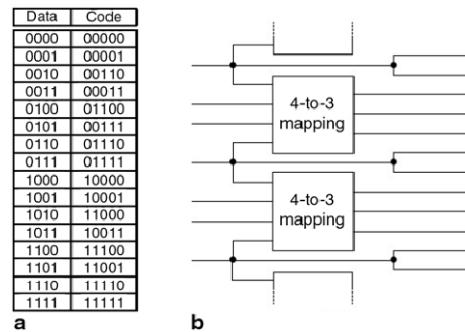 Data Code
0000 00000
0001 00001
0010 00110
0011 00011
0100 01100
0101 00111
0110 01110
0111 01111
1000 10000
1001 10001
1010 11000
1011 10011
1100 11100
1101 11001
1110 11110
1111 11111
a
4-to-3
mapping
4-to-3
mapping
b